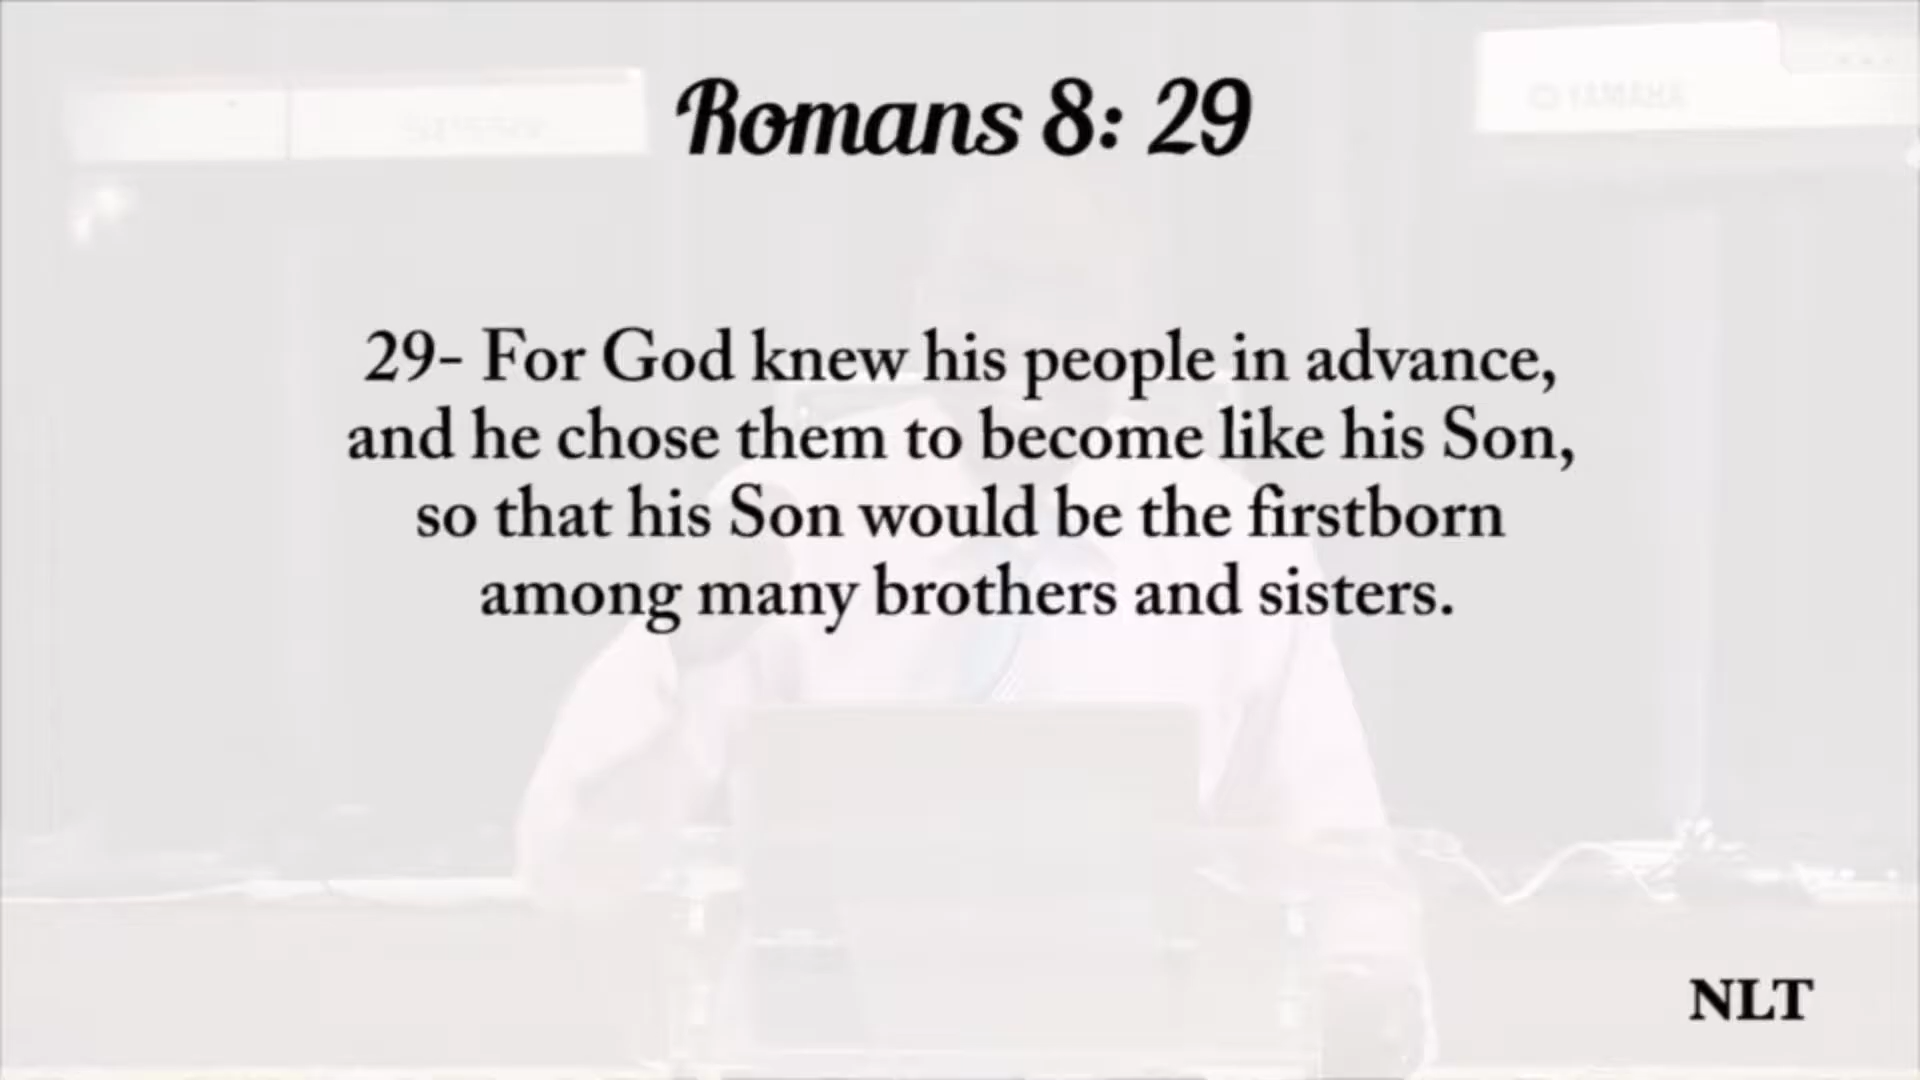 Romans 8: 29
YAMAHA
29- For God knew his people in advance,
and he chose them to become like his Son,
so that his Son would be the firstborn
among many brothers and sisters.
NLT